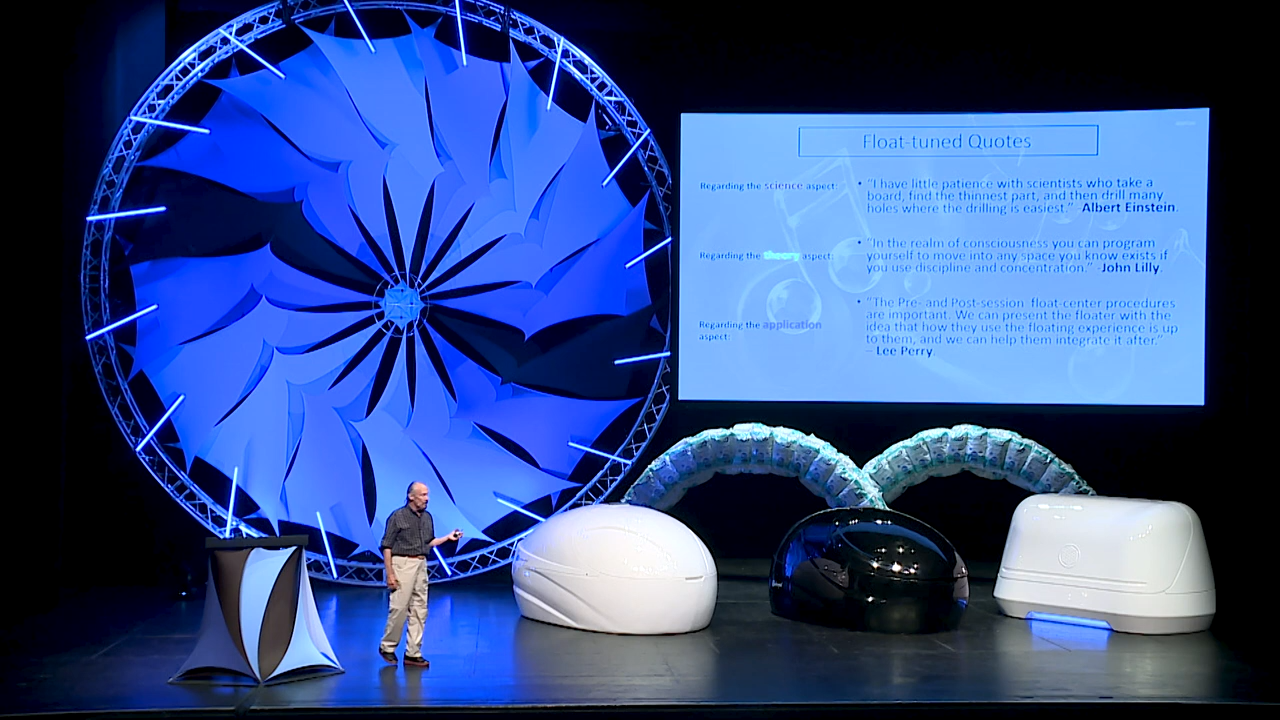 Float-tuned Quotes
Regarding the science aspect:
• "I have little patience with scientists who take a
board, find the thinnest part, and then drill many
holes where the drilling is easiest." -Albert Einstein.
Regarding the theory aspect:
• "In the realm of consciousness you can program
yourself to move into any space you know exists if
you use discipline and concentration." -John Lilly.
Regarding the application
aspect:
• "The Pre- and Post-session float-center procedures
are important. We can present the floater with the
idea that how they use the floating experience is up
to them, and we can help them integrate it after."
– Lee Perry.